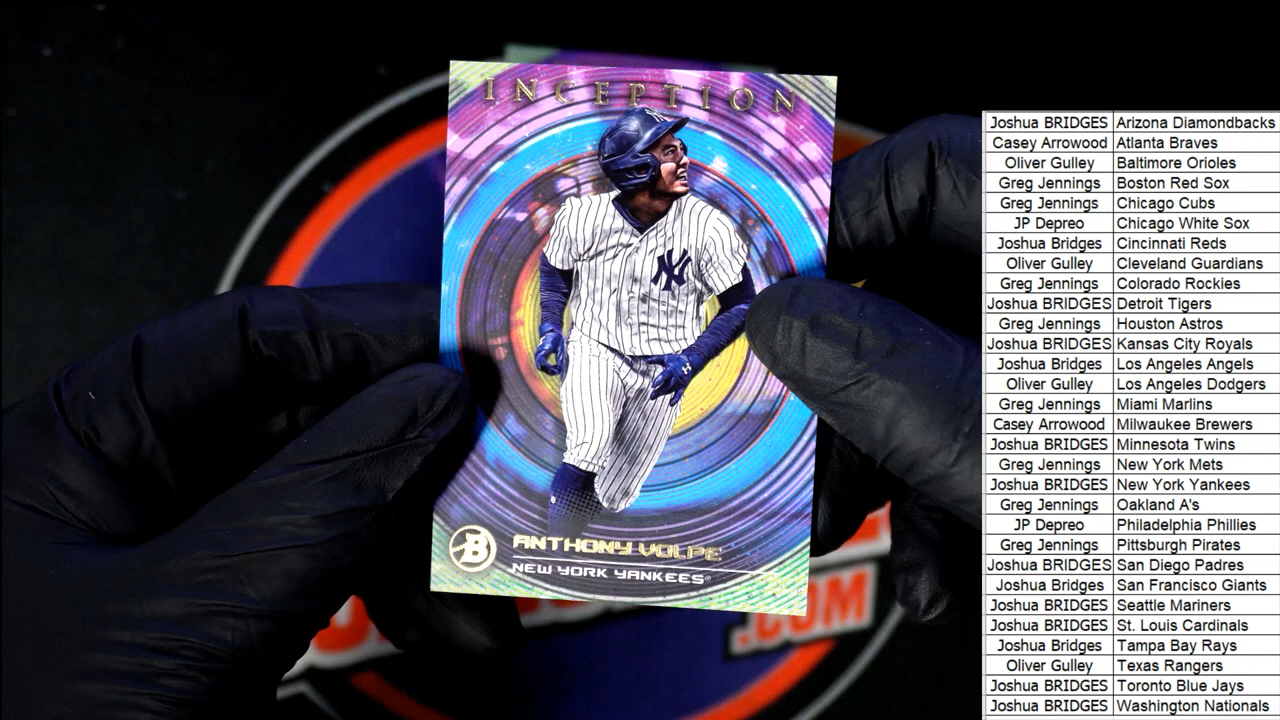 INCEPTION
NY
B
ANTHONY VOLPE
NEW YORK YANKEES
.COM
Joshua BRIDGES Arizona Diamondbacks
Casey Arrowood Atlanta Braves
Oliver Gulley Baltimore Orioles
Greg Jennings Boston Red Sox
Greg Jennings Chicago Cubs
JP Depreo Chicago White Sox
Joshua Bridges Cincinnati Reds
Oliver Gulley Cleveland Guardians
Greg Jennings Colorado Rockies
Joshua BRIDGES Detroit Tigers
Greg Jennings Houston Astros
Joshua BRIDGES Kansas City Royals
Joshua Bridges Los Angeles Angels
Oliver Gulley Los Angeles Dodgers
Greg Jennings Miami Marlins
Casey Arrowood Milwaukee Brewers
Joshua BRIDGES Minnesota Twins
Greg Jennings New York Mets
Joshua BRIDGES New York Yankees
Greg Jennings Oakland A's
JP Depreo Philadelphia Phillies
Greg Jennings Pittsburgh Pirates
Joshua BRIDGES San Diego Padres
Joshua Bridges San Francisco Giants
Joshua BRIDGES Seattle Mariners
Joshua BRIDGES St. Louis Cardinals
Joshua Bridges Tampa Bay Rays
Oliver Gulley Texas Rangers
Joshua BRIDGES Toronto Blue Jays
Joshua BRIDGES Washington Nationals